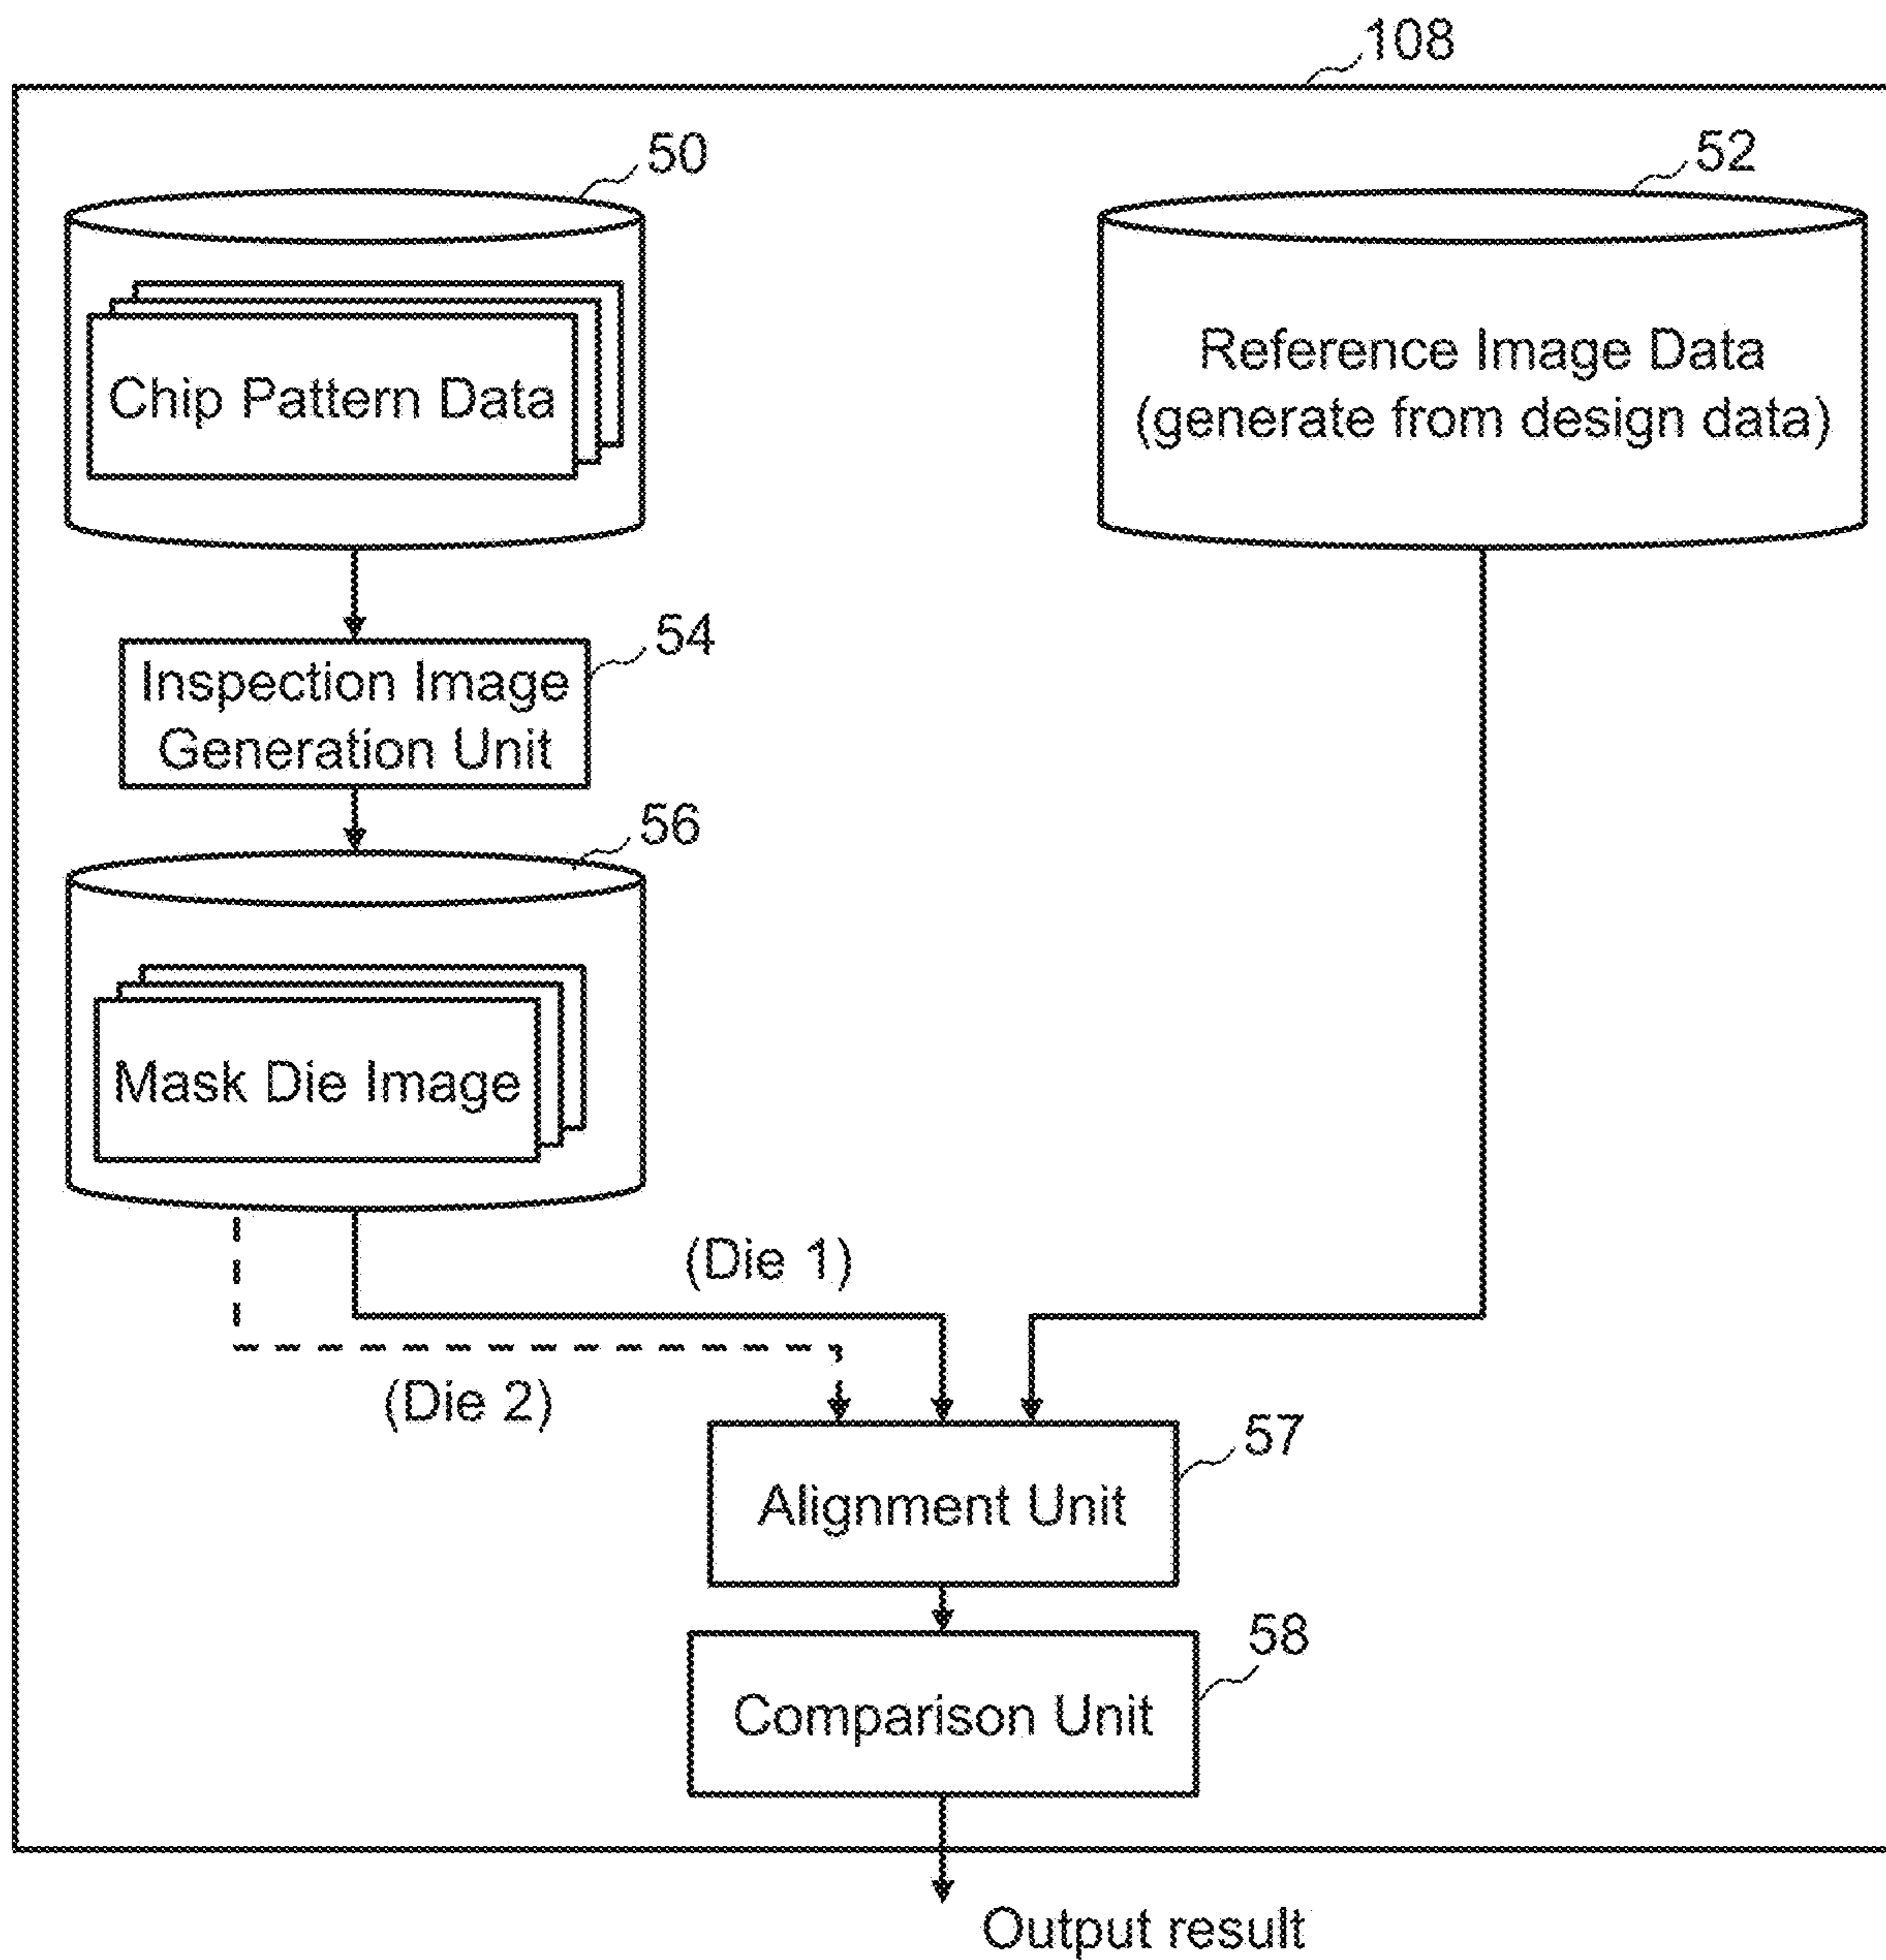 108
50
52
Chip Pattern Data
Reference Image Data
(generate from design data)
54
Inspection Image
Generation Unit
56
Mask Die Image
(Die 1)
(Die 2)
57
Alignment Unit
58
Comparison Unit
Output result